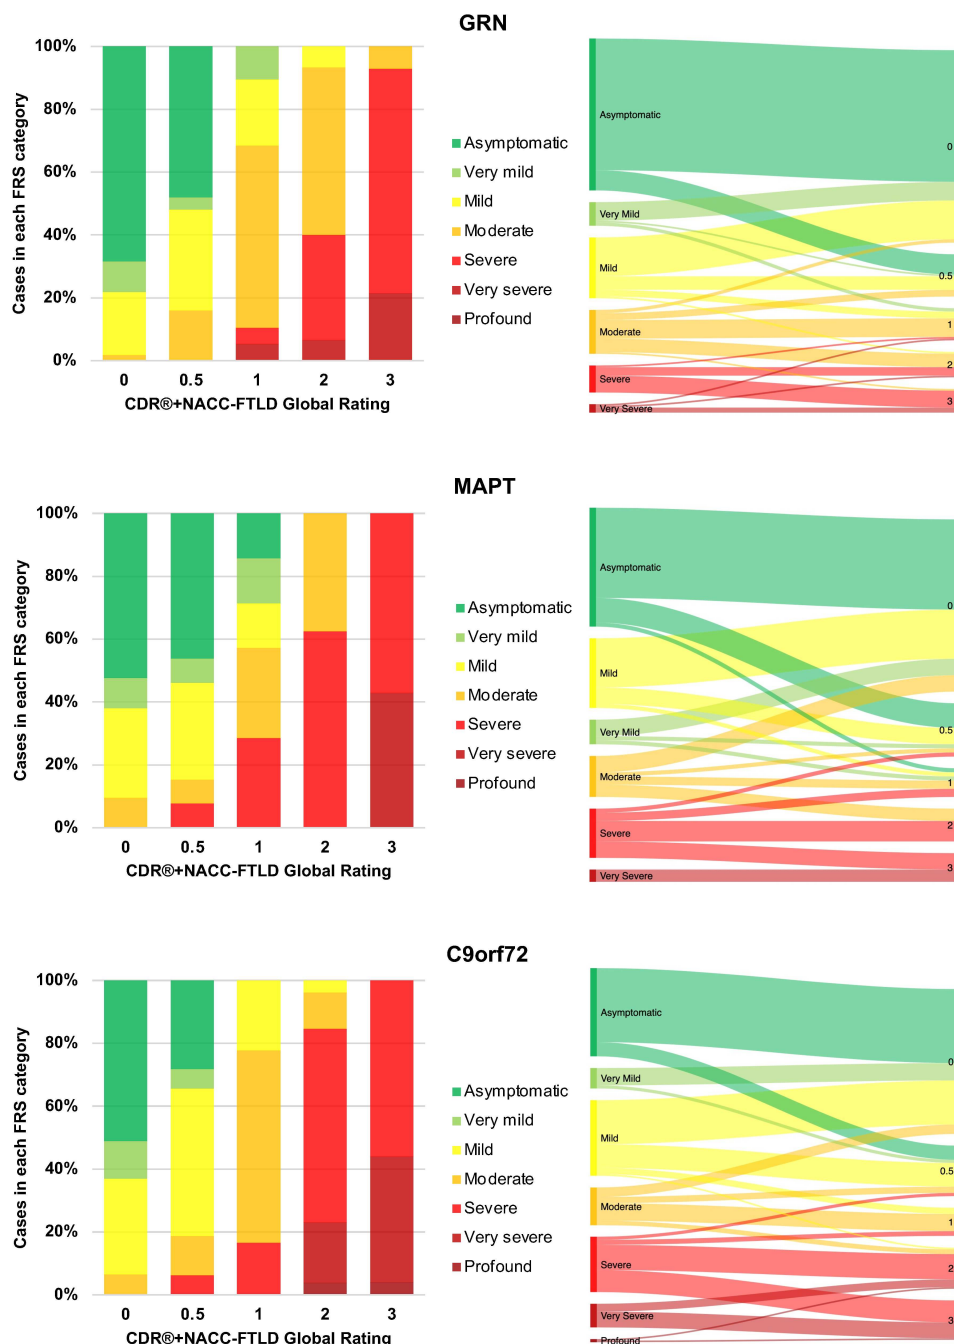 GRN
100%
80%
60%
40%
20%
0%
Cases in each FRS category
0 0.5 1 2 3
CDR®+NACC-FTLD Global Rating
Asymptomatic
Very mild
Mild
Moderate
Severe
Very severe
Profound
Asymptomatic
Very Mild
Mild
Moderate
Severe
Very Severe
0
0.5
1
2
3
MAPT
100%
80%
60%
40%
20%
0%
Cases in each FRS category
0 0.5 1 2 3
CDR®+NACC-FTLD Global Rating
Asymptomatic
Very mild
Mild
Moderate
Severe
Very severe
Profound
Asymptomatic
Mild
Very Mild
Moderate
Severe
Very Severe
0
0.5
1
2
3
C9orf72
100%
80%
60%
40%
20%
0%
Cases in each FRS category
0 0.5 1 2 3
CDR®+NACC-FTLD Global Rating
Asymptomatic
Very mild
Mild
Moderate
Severe
Very severe
Profound
Asymptomatic
Very Mild
Mild
Moderate
Severe
Very Severe
Profound
0
0.5
1
2
3